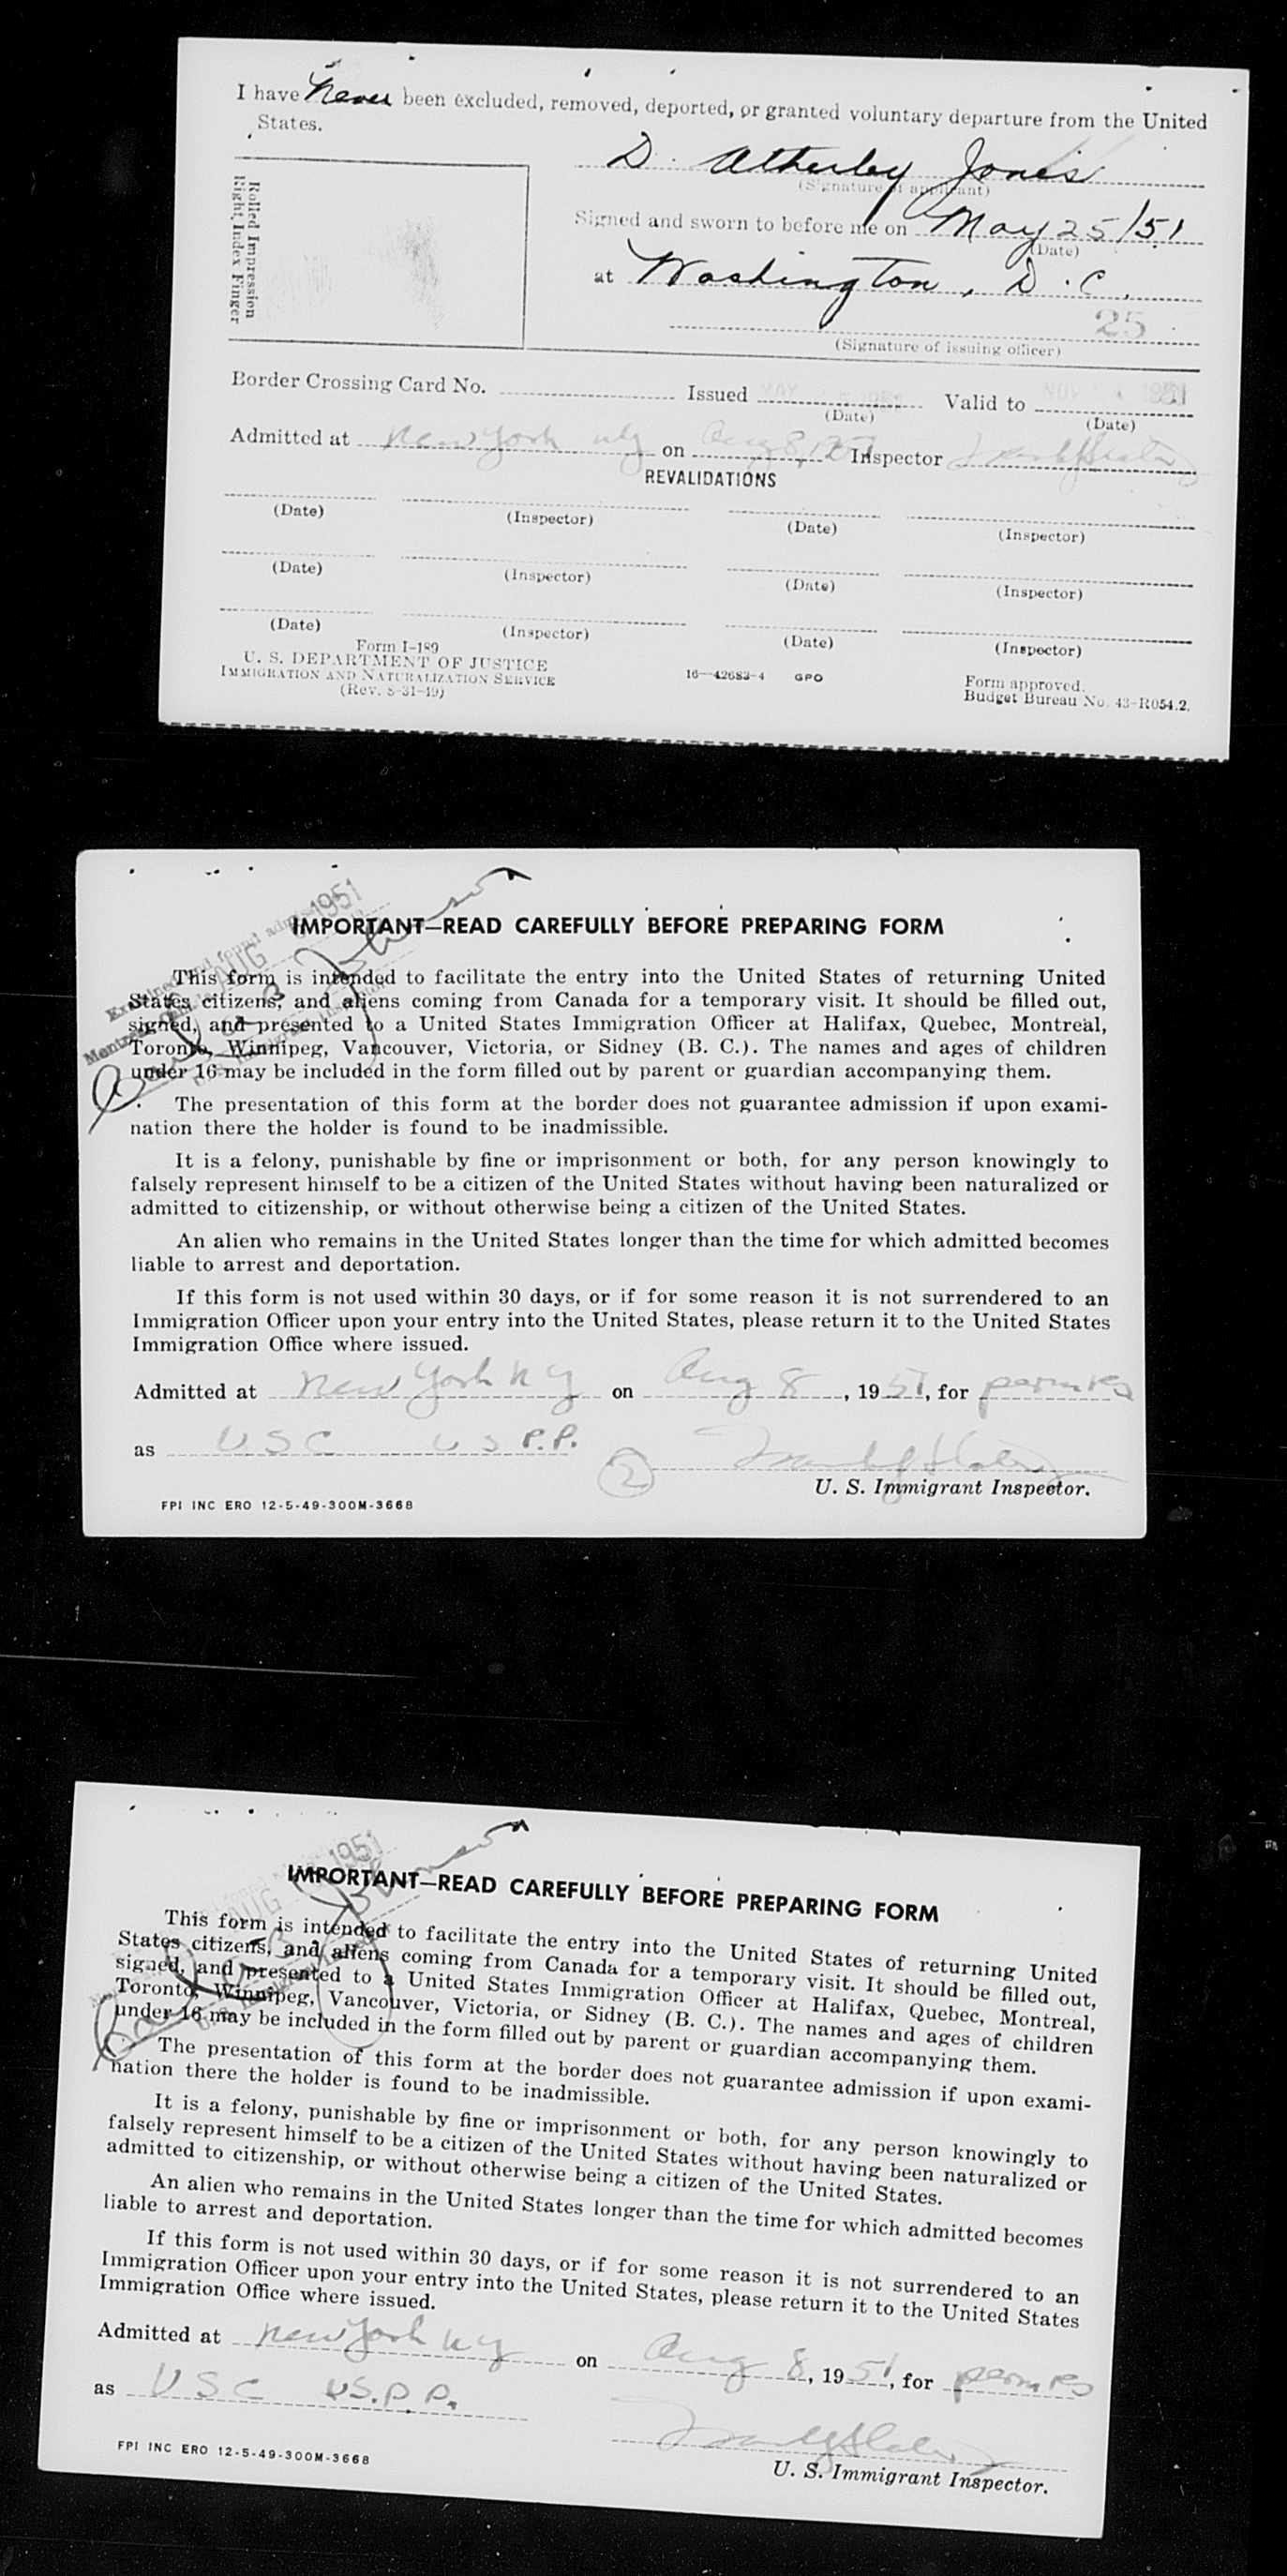 I have Never been excluded, removed, deported, or granted voluntary departure from the United
States.
D. Atherley Jones
(Signature of applicant)
Rolled Impression
Right Index Finger
Signed and sworn to before me on May 25/51
(Date)
at Washington, D.C.
25
(Signature of issuing officer)
Border Crossing Card No. Issued Valid to
(Date) (Date)
Admitted at New York NY on Aug 8, 1951 Inspector
REVALIDATIONS
(Date) (Inspector) (Date) (Inspector)
(Date) (Inspector) (Date) (Inspector)
(Date) (Inspector) (Date) (Inspector)
Form I-189
U. S. DEPARTMENT OF JUSTICE
IMMIGRATION AND NATURALIZATION SERVICE
(Rev. 8-31-49)
16—42683-4 GPO
Form approved.
Budget Bureau No. 43-R054.2.
AUG 1951
IMPORTANT—READ CAREFULLY BEFORE PREPARING FORM
This form is intended to facilitate the entry into the United States of returning United
States citizens, and aliens coming from Canada for a temporary visit. It should be filled out,
signed, and presented to a United States Immigration Officer at Halifax, Quebec, Montreal,
Toronto, Winnipeg, Vancouver, Victoria, or Sidney (B. C.). The names and ages of children
under 16 may be included in the form filled out by parent or guardian accompanying them.
The presentation of this form at the border does not guarantee admission if upon exami-
nation there the holder is found to be inadmissible.
It is a felony, punishable by fine or imprisonment or both, for any person knowingly to
falsely represent himself to be a citizen of the United States without having been naturalized or
admitted to citizenship, or without otherwise being a citizen of the United States.
An alien who remains in the United States longer than the time for which admitted becomes
liable to arrest and deportation.
If this form is not used within 30 days, or if for some reason it is not surrendered to an
Immigration Officer upon your entry into the United States, please return it to the United States
Immigration Office where issued.
Admitted at New York NY on Aug 8, 1951, for perm res
as USC US P.P.
2
U. S. Immigrant Inspector.
FPI INC ERO 12-5-49-300M-3668
AUG 1951
IMPORTANT—READ CAREFULLY BEFORE PREPARING FORM
This form is intended to facilitate the entry into the United States of returning United
States citizens, and aliens coming from Canada for a temporary visit. It should be filled out,
signed, and presented to a United States Immigration Officer at Halifax, Quebec, Montreal,
Toronto, Winnipeg, Vancouver, Victoria, or Sidney (B. C.). The names and ages of children
under 16 may be included in the form filled out by parent or guardian accompanying them.
The presentation of this form at the border does not guarantee admission if upon exami-
nation there the holder is found to be inadmissible.
It is a felony, punishable by fine or imprisonment or both, for any person knowingly to
falsely represent himself to be a citizen of the United States without having been naturalized or
admitted to citizenship, or without otherwise being a citizen of the United States.
An alien who remains in the United States longer than the time for which admitted becomes
liable to arrest and deportation.
If this form is not used within 30 days, or if for some reason it is not surrendered to an
Immigration Officer upon your entry into the United States, please return it to the United States
Immigration Office where issued.
Admitted at New York NY on Aug 8, 1951, for perm res
as USC US.P.P.
U. S. Immigrant Inspector.
FPI INC ERO 12-5-49-300M-3668